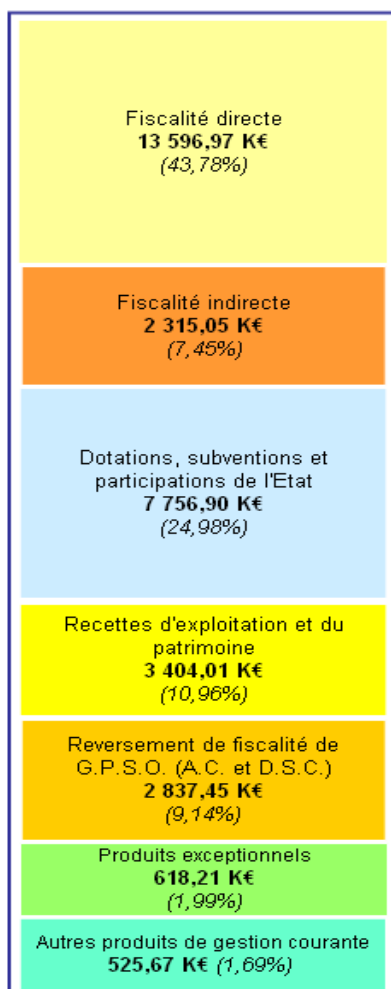 Fiscalité directe
13 596,97 K€
(43,78%)
Fiscalité indirecte
2 315,05 K€
(7,45%)
Dotations, subventions et
participations de l'Etat
7 756,90 K€
(24,98%)
Recettes d'exploitation et du
patrimoine
3 404,01 K€
(10,96%)
Reversement de fiscalité de
G.P.S.O. (A.C. et D.S.C.)
2 837,45 K€
(9,14%)
Produits exceptionnels
618,21 K€
(1,99%)
Autres produits de gestion courante
525,67 K€ (1,69%)